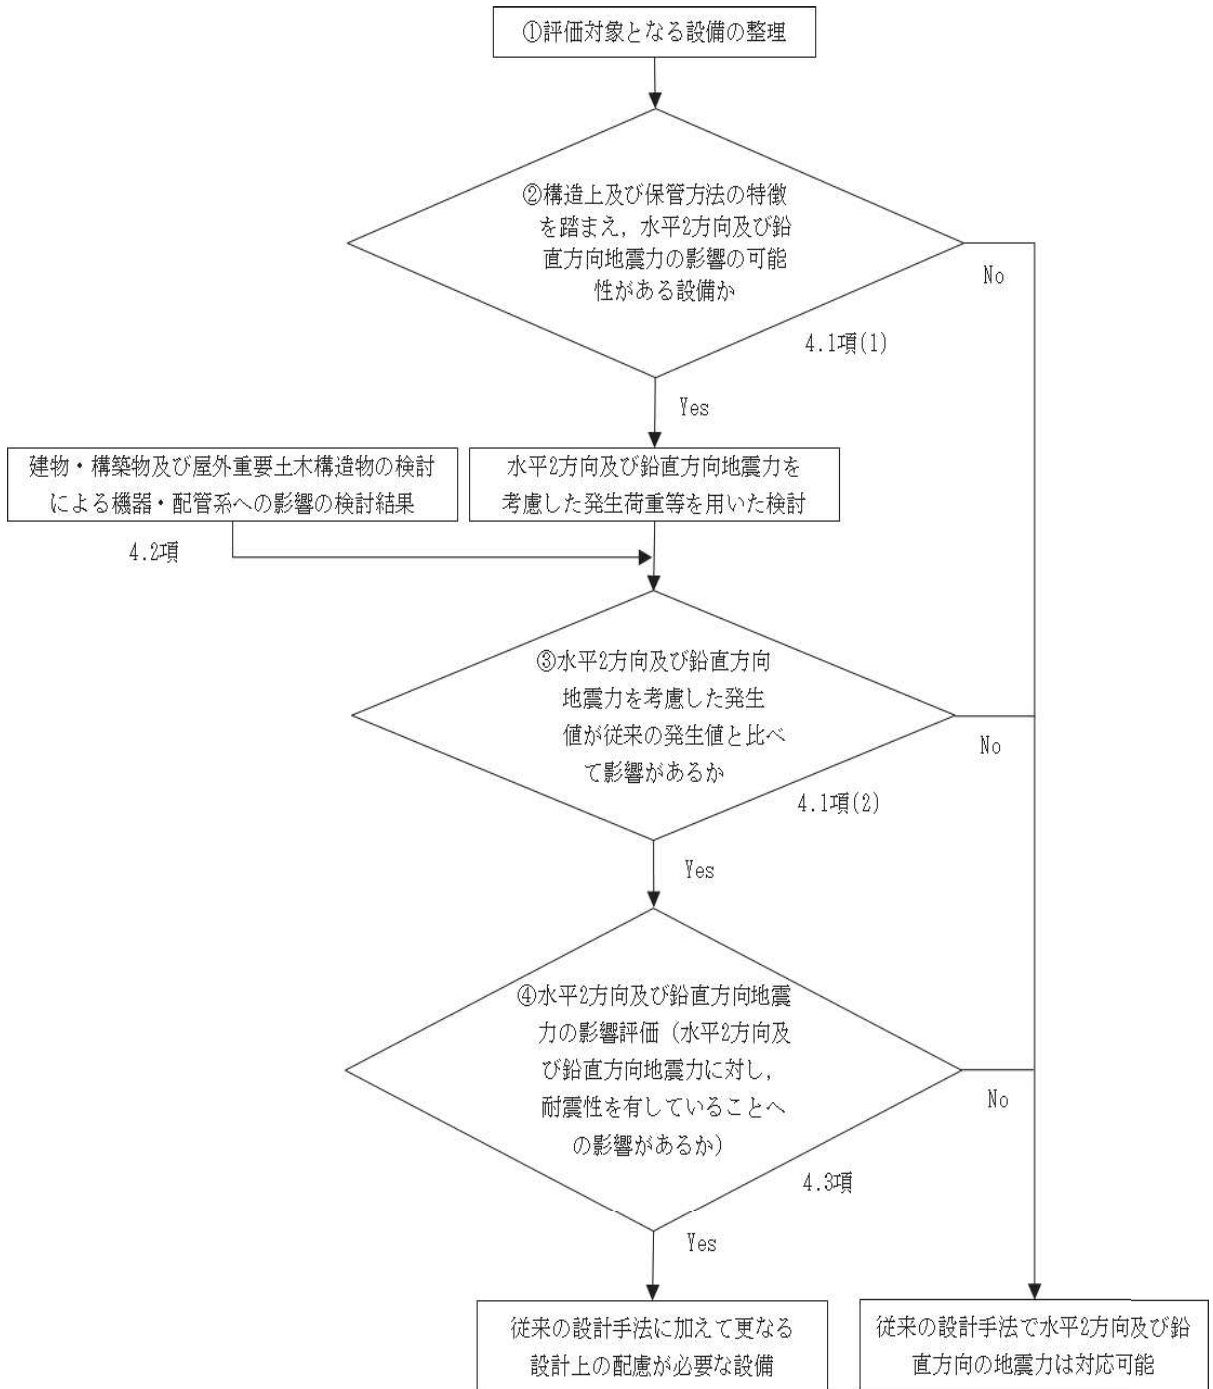 ①評価対象となる設備の整理
②構造上及び保管方法の特徴
を踏まえ，水平2方向及び鉛
直方向地震力の影響の可能
性がある設備か
No
4.1項(1)
Yes
建物・構築物及び屋外重要土木構造物の検討
による機器・配管系への影響の検討結果
水平2方向及び鉛直方向地震力を
考慮した発生荷重等を用いた検討
4.2項
③水平2方向及び鉛直方向
地震力を考慮した発生
値が従来の発生値と比べ
て影響があるか
No
4.1項(2)
Yes
④水平2方向及び鉛直方向地震
力の影響評価（水平2方向及
び鉛直方向地震力に対し，
耐震性を有していることへ
の影響があるか）
No
4.3項
Yes
従来の設計手法に加えて更なる
設計上の配慮が必要な設備
従来の設計手法で水平2方向及び鉛
直方向の地震力は対応可能